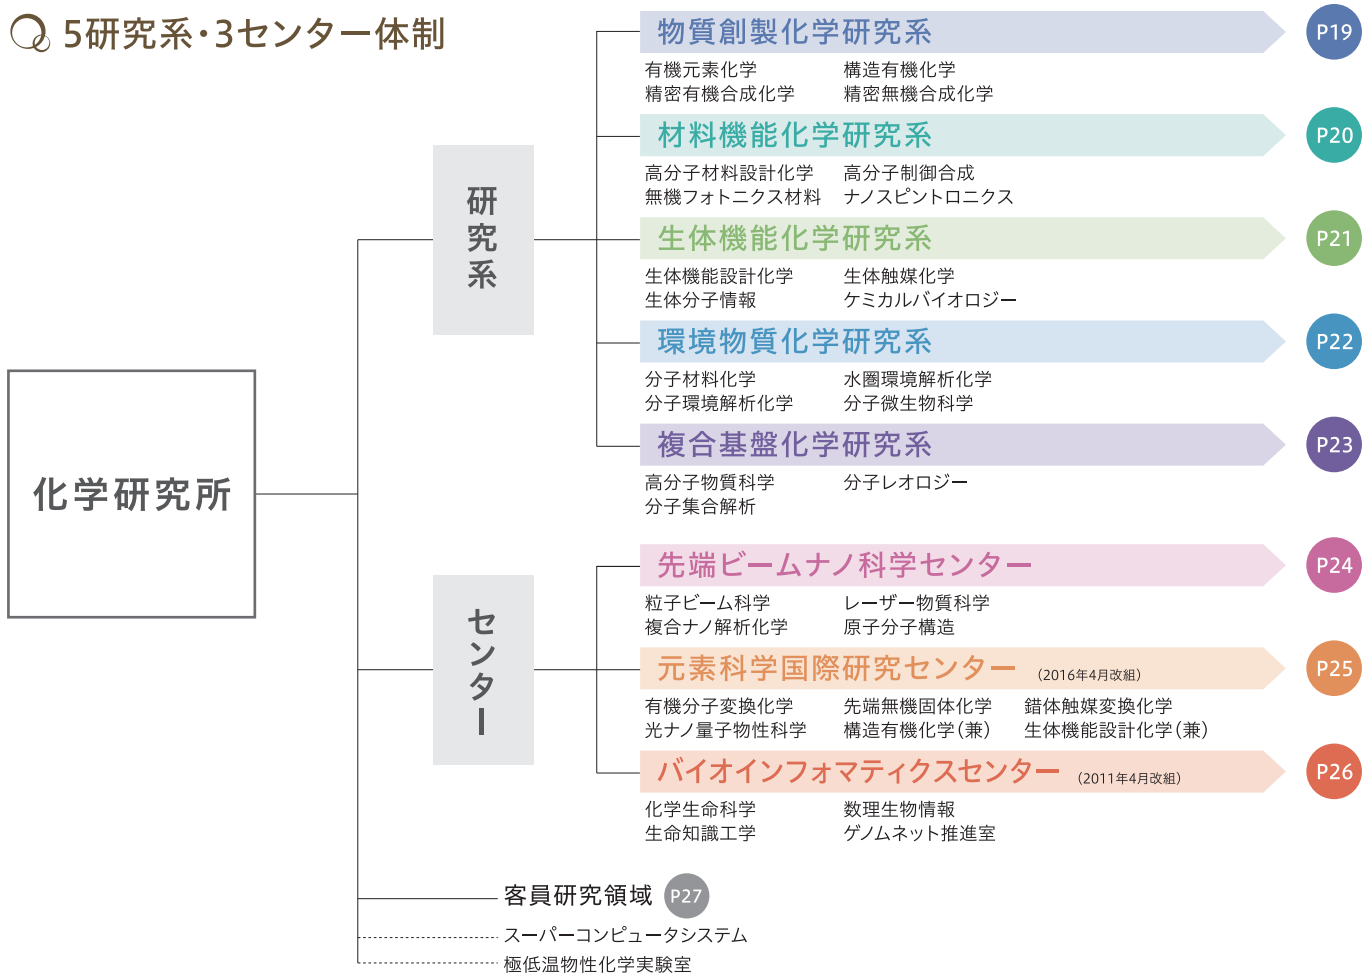 5研究系・3センター体制
化学研究所
研究系
物質創製化学研究系 P19
有機元素化学 構造有機化学
精密有機合成化学 精密無機合成化学
材料機能化学研究系 P20
高分子材料設計化学 高分子制御合成
無機フォトニクス材料 ナノスピントロニクス
生体機能化学研究系 P21
生体機能設計化学 生体触媒化学
生体分子情報 ケミカルバイオロジー
環境物質化学研究系 P22
分子材料化学 水圏環境解析化学
分子環境解析化学 分子微生物科学
複合基盤化学研究系 P23
高分子物質科学 分子レオロジー
分子集合解析
センター
先端ビームナノ科学センター P24
粒子ビーム科学 レーザー物質科学
複合ナノ解析化学 原子分子構造
元素科学国際研究センター (2016年4月改組) P25
有機分子変換化学 先端無機固体化学 錯体触媒変換化学
光ナノ量子物性科学 構造有機化学(兼) 生体機能設計化学(兼)
バイオインフォマティクスセンター (2011年4月改組) P26
化学生命科学 数理生物情報
生命知識工学 ゲノムネット推進室
客員研究領域 P27
スーパーコンピュータシステム
極低温物性化学実験室